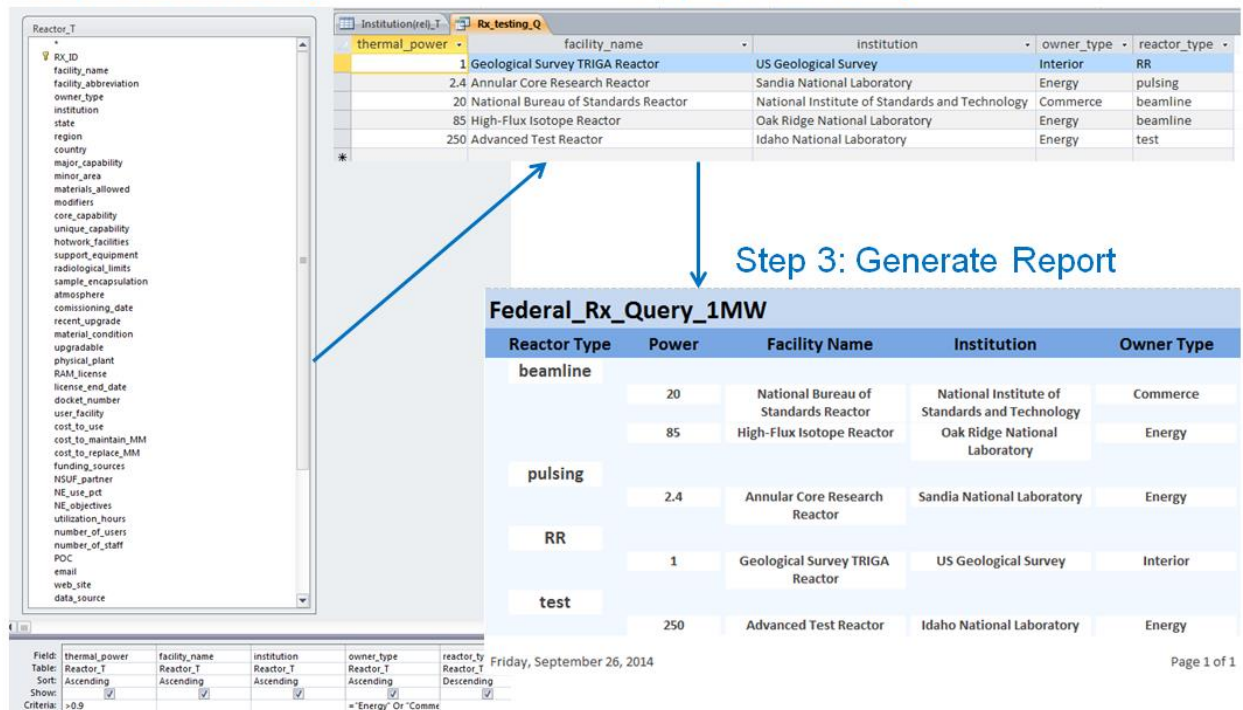 Reactor_T
*
RX_ID
facility_name
facility_abbreviation
owner_type
institution
state
region
country
major_capability
minor_area
materials_allowed
modifiers
core_capability
unique_capability
hotwork_facilities
support_equipment
radiological_limits
sample_encapsulation
atmosphere
comissioning_date
recent_upgrade
material_condition
upgradable
physical_plant
RAM_license
license_end_date
docket_number
user_facility
cost_to_use
cost_to_maintain_MM
cost_to_replace_MM
funding_sources
NSUF_partner
NE_use_pct
NE_objectives
utilization_hours
number_of_users
number_of_staff
POC
email
web_site
data_source
Institution(rel)_T Rx_testing_Q
thermal_power facility_name institution owner_type reactor_type
1 Geological Survey TRIGA Reactor US Geological Survey Interior RR
2.4 Annular Core Research Reactor Sandia National Laboratory Energy pulsing
20 National Bureau of Standards Reactor National Institute of Standards and Technology Commerce beamline
85 High-Flux Isotope Reactor Oak Ridge National Laboratory Energy beamline
250 Advanced Test Reactor Idaho National Laboratory Energy test
*
Step 3: Generate Report
Federal_Rx_Query_1MW
Reactor Type Power Facility Name Institution Owner Type
beamline
20 National Bureau of Standards Reactor National Institute of Standards and Technology Commerce
85 High-Flux Isotope Reactor Oak Ridge National Laboratory Energy
pulsing
2.4 Annular Core Research Reactor Sandia National Laboratory Energy
RR
1 Geological Survey TRIGA Reactor US Geological Survey Interior
test
250 Advanced Test Reactor Idaho National Laboratory Energy
Friday, September 26, 2014 Page 1 of 1
Field: thermal_power facility_name institution owner_type reactor_ty
Table: Reactor_T Reactor_T Reactor_T Reactor_T Reactor_T
Sort: Ascending Ascending Ascending Ascending Descending
Show:
Criteria: >0.9 ="Energy" Or "Comme